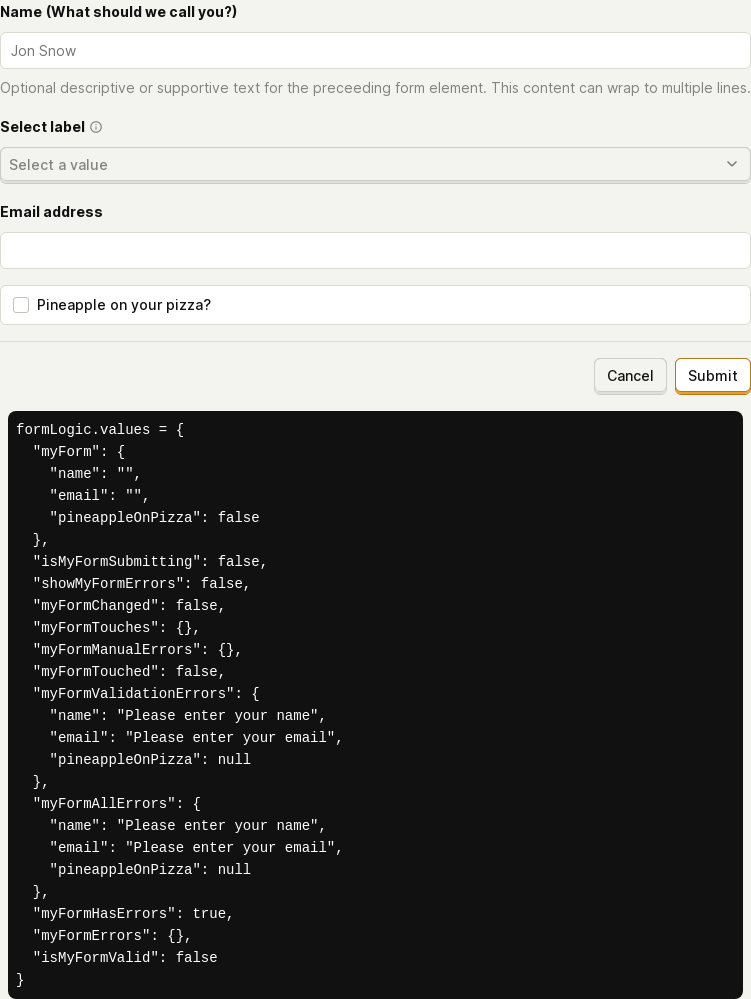 Name (What should we call you?)
Jon Snow
Optional descriptive or supportive text for the preceeding form element. This content can wrap to multiple lines.
Select label
Select a value
Email address
Pineapple on your pizza?
Cancel Submit
formLogic.values = {
  "myForm": {
    "name": "",
    "email": "",
    "pineappleOnPizza": false
  },
  "isMyFormSubmitting": false,
  "showMyFormErrors": false,
  "myFormChanged": false,
  "myFormTouches": {},
  "myFormManualErrors": {},
  "myFormTouched": false,
  "myFormValidationErrors": {
    "name": "Please enter your name",
    "email": "Please enter your email",
    "pineappleOnPizza": null
  },
  "myFormAllErrors": {
    "name": "Please enter your name",
    "email": "Please enter your email",
    "pineappleOnPizza": null
  },
  "myFormHasErrors": true,
  "myFormErrors": {},
  "isMyFormValid": false
}